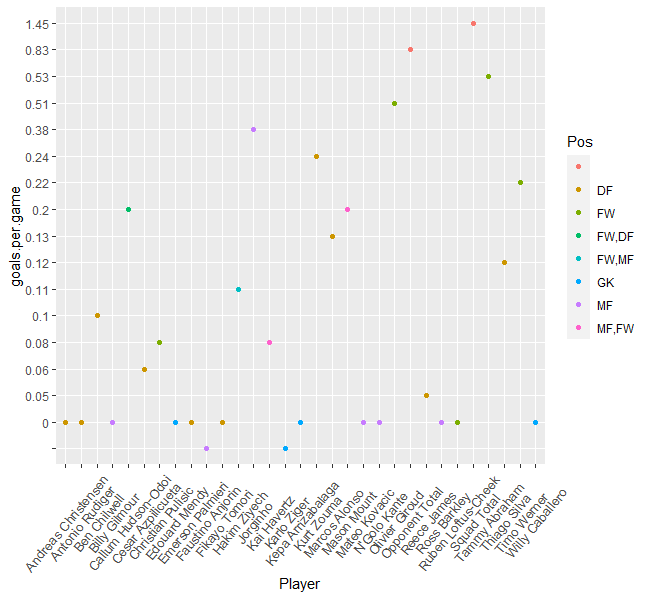 goals.per.game
1.45
0.83
0.53
0.51
0.38
0.24
0.22
0.2
0.13
0.12
0.11
0.1
0.08
0.06
0.05
0
Andreas Christensen
Antonio Rudiger
Ben Chilwell
Billy Gilmour
Callum Hudson-Odoi
Cesar Azpilicueta
Christian Pulisic
Edouard Mendy
Emerson Palmieri
Faustino Anjorin
Fikayo Tomori
Hakim Ziyech
Jorginho
Kai Havertz
Karlo Ziger
Kepa Arrizabalaga
Kurt Zouma
Marcos Alonso
Mason Mount
Mateo Kovacic
N'Golo Kante
Olivier Giroud
Opponent Total
Reece James
Ross Barkley
Ruben Loftus-Cheek
Squad Total
Tammy Abraham
Thiago Silva
Timo Werner
Willy Caballero
Player
Pos
DF
FW
FW,DF
FW,MF
GK
MF
MF,FW